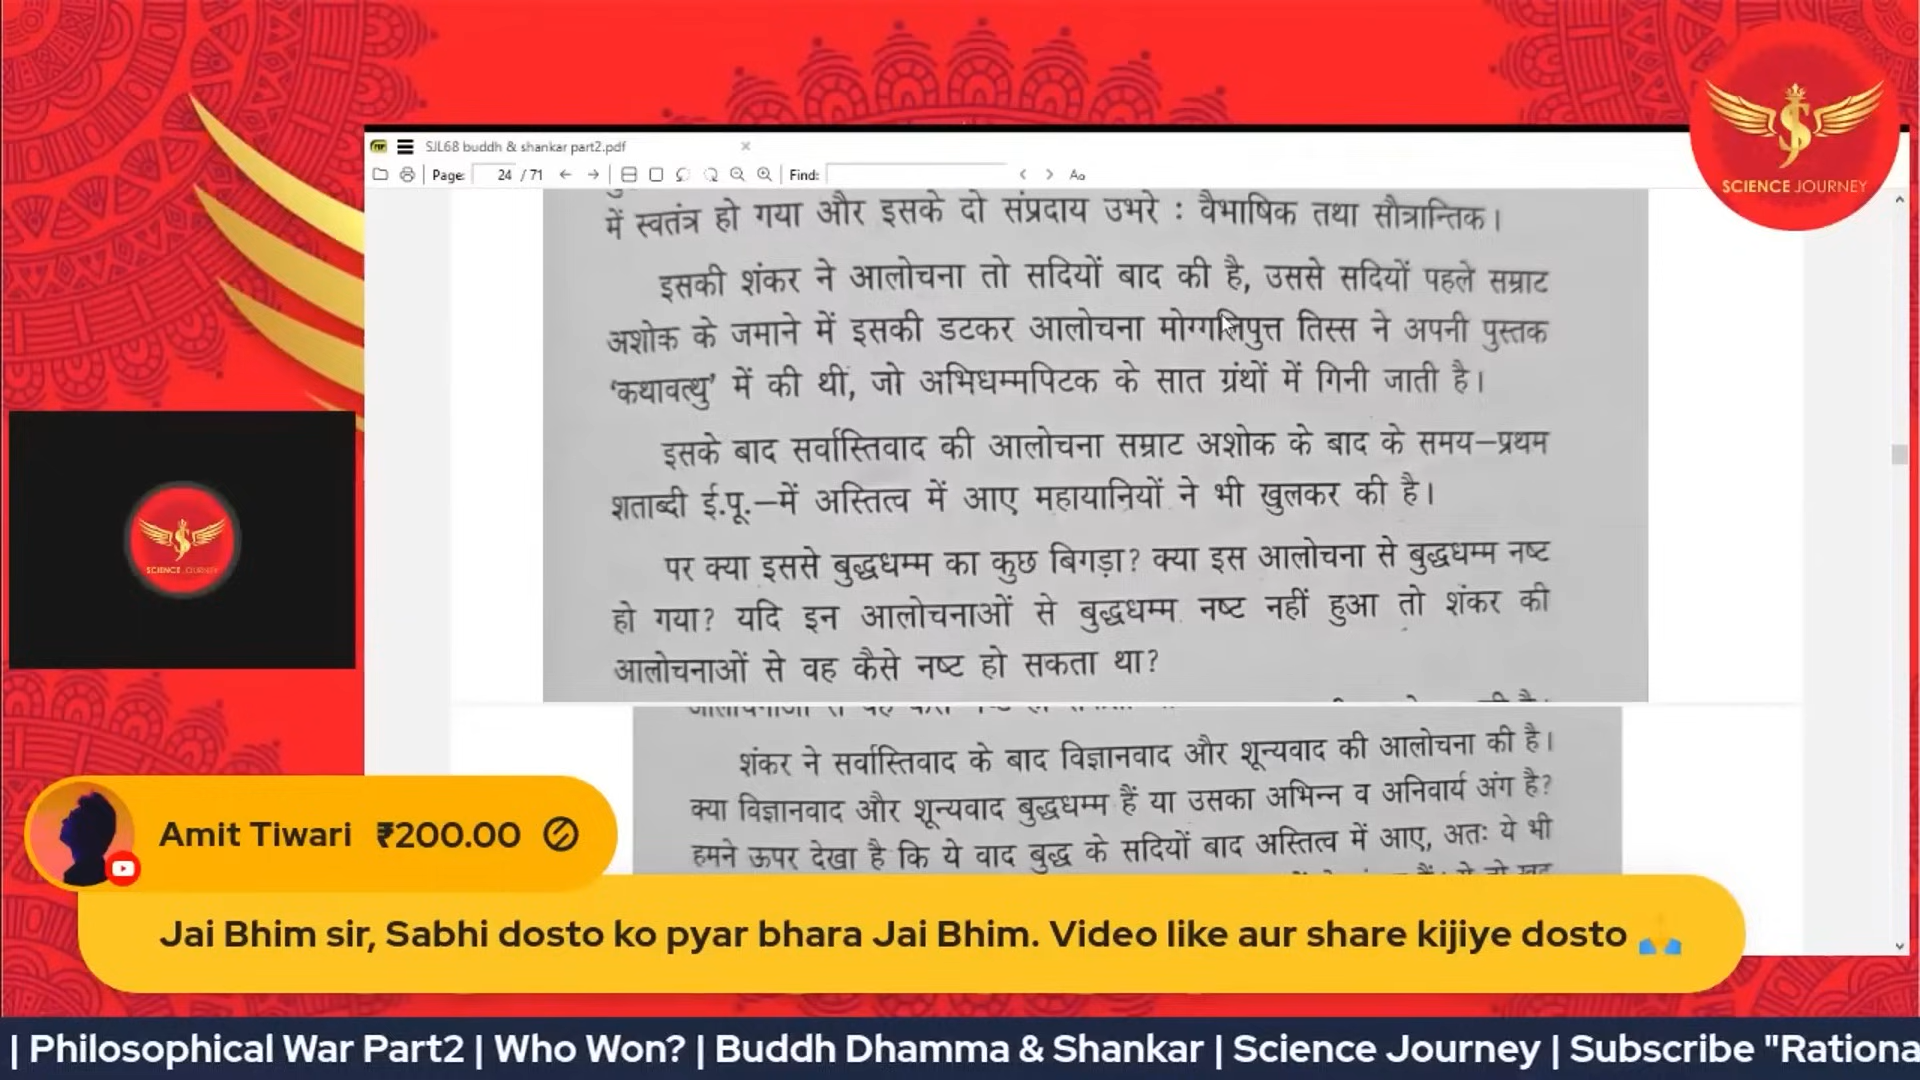 SCIENCE JOURNEY
SJL68 buddh & shankar part2.pdf
Page: 24 / 71 Find: Aa
में स्वतंत्र हो गया और इसके दो संप्रदाय उभरे : वैभाषिक तथा सौत्रान्तिक।
इसकी शंकर ने आलोचना तो सदियों बाद की है, उससे सदियों पहले सम्राट
अशोक के जमाने में इसकी डटकर आलोचना मोग्गलिपुत्त तिस्स ने अपनी पुस्तक
‘कथावत्थु’ में की थी, जो अभिधम्मपिटक के सात ग्रंथों में गिनी जाती है।
इसके बाद सर्वास्तिवाद की आलोचना सम्राट अशोक के बाद के समय–प्रथम
शताब्दी ई.पू.–में अस्तित्व में आए महायानियों ने भी खुलकर की है।
पर क्या इससे बुद्धधम्म का कुछ बिगड़ा? क्या इस आलोचना से बुद्धधम्म नष्ट
हो गया? यदि इन आलोचनाओं से बुद्धधम्म नष्ट नहीं हुआ तो शंकर की
आलोचनाओं से वह कैसे नष्ट हो सकता था?
शंकर ने सर्वास्तिवाद के बाद विज्ञानवाद और शून्यवाद की आलोचना की है।
क्या विज्ञानवाद और शून्यवाद बुद्धधम्म हैं या उसका अभिन्न व अनिवार्य अंग है?
हमने ऊपर देखा है कि ये वाद बुद्ध के सदियों बाद अस्तित्व में आए, अतः ये भी
SCIENCE JOURNEY
Amit Tiwari ₹200.00
Jai Bhim sir, Sabhi dosto ko pyar bhara Jai Bhim. Video like aur share kijiye dosto 🙏
| Philosophical War Part2 | Who Won? | Buddh Dhamma & Shankar | Science Journey | Subscribe "Rationa